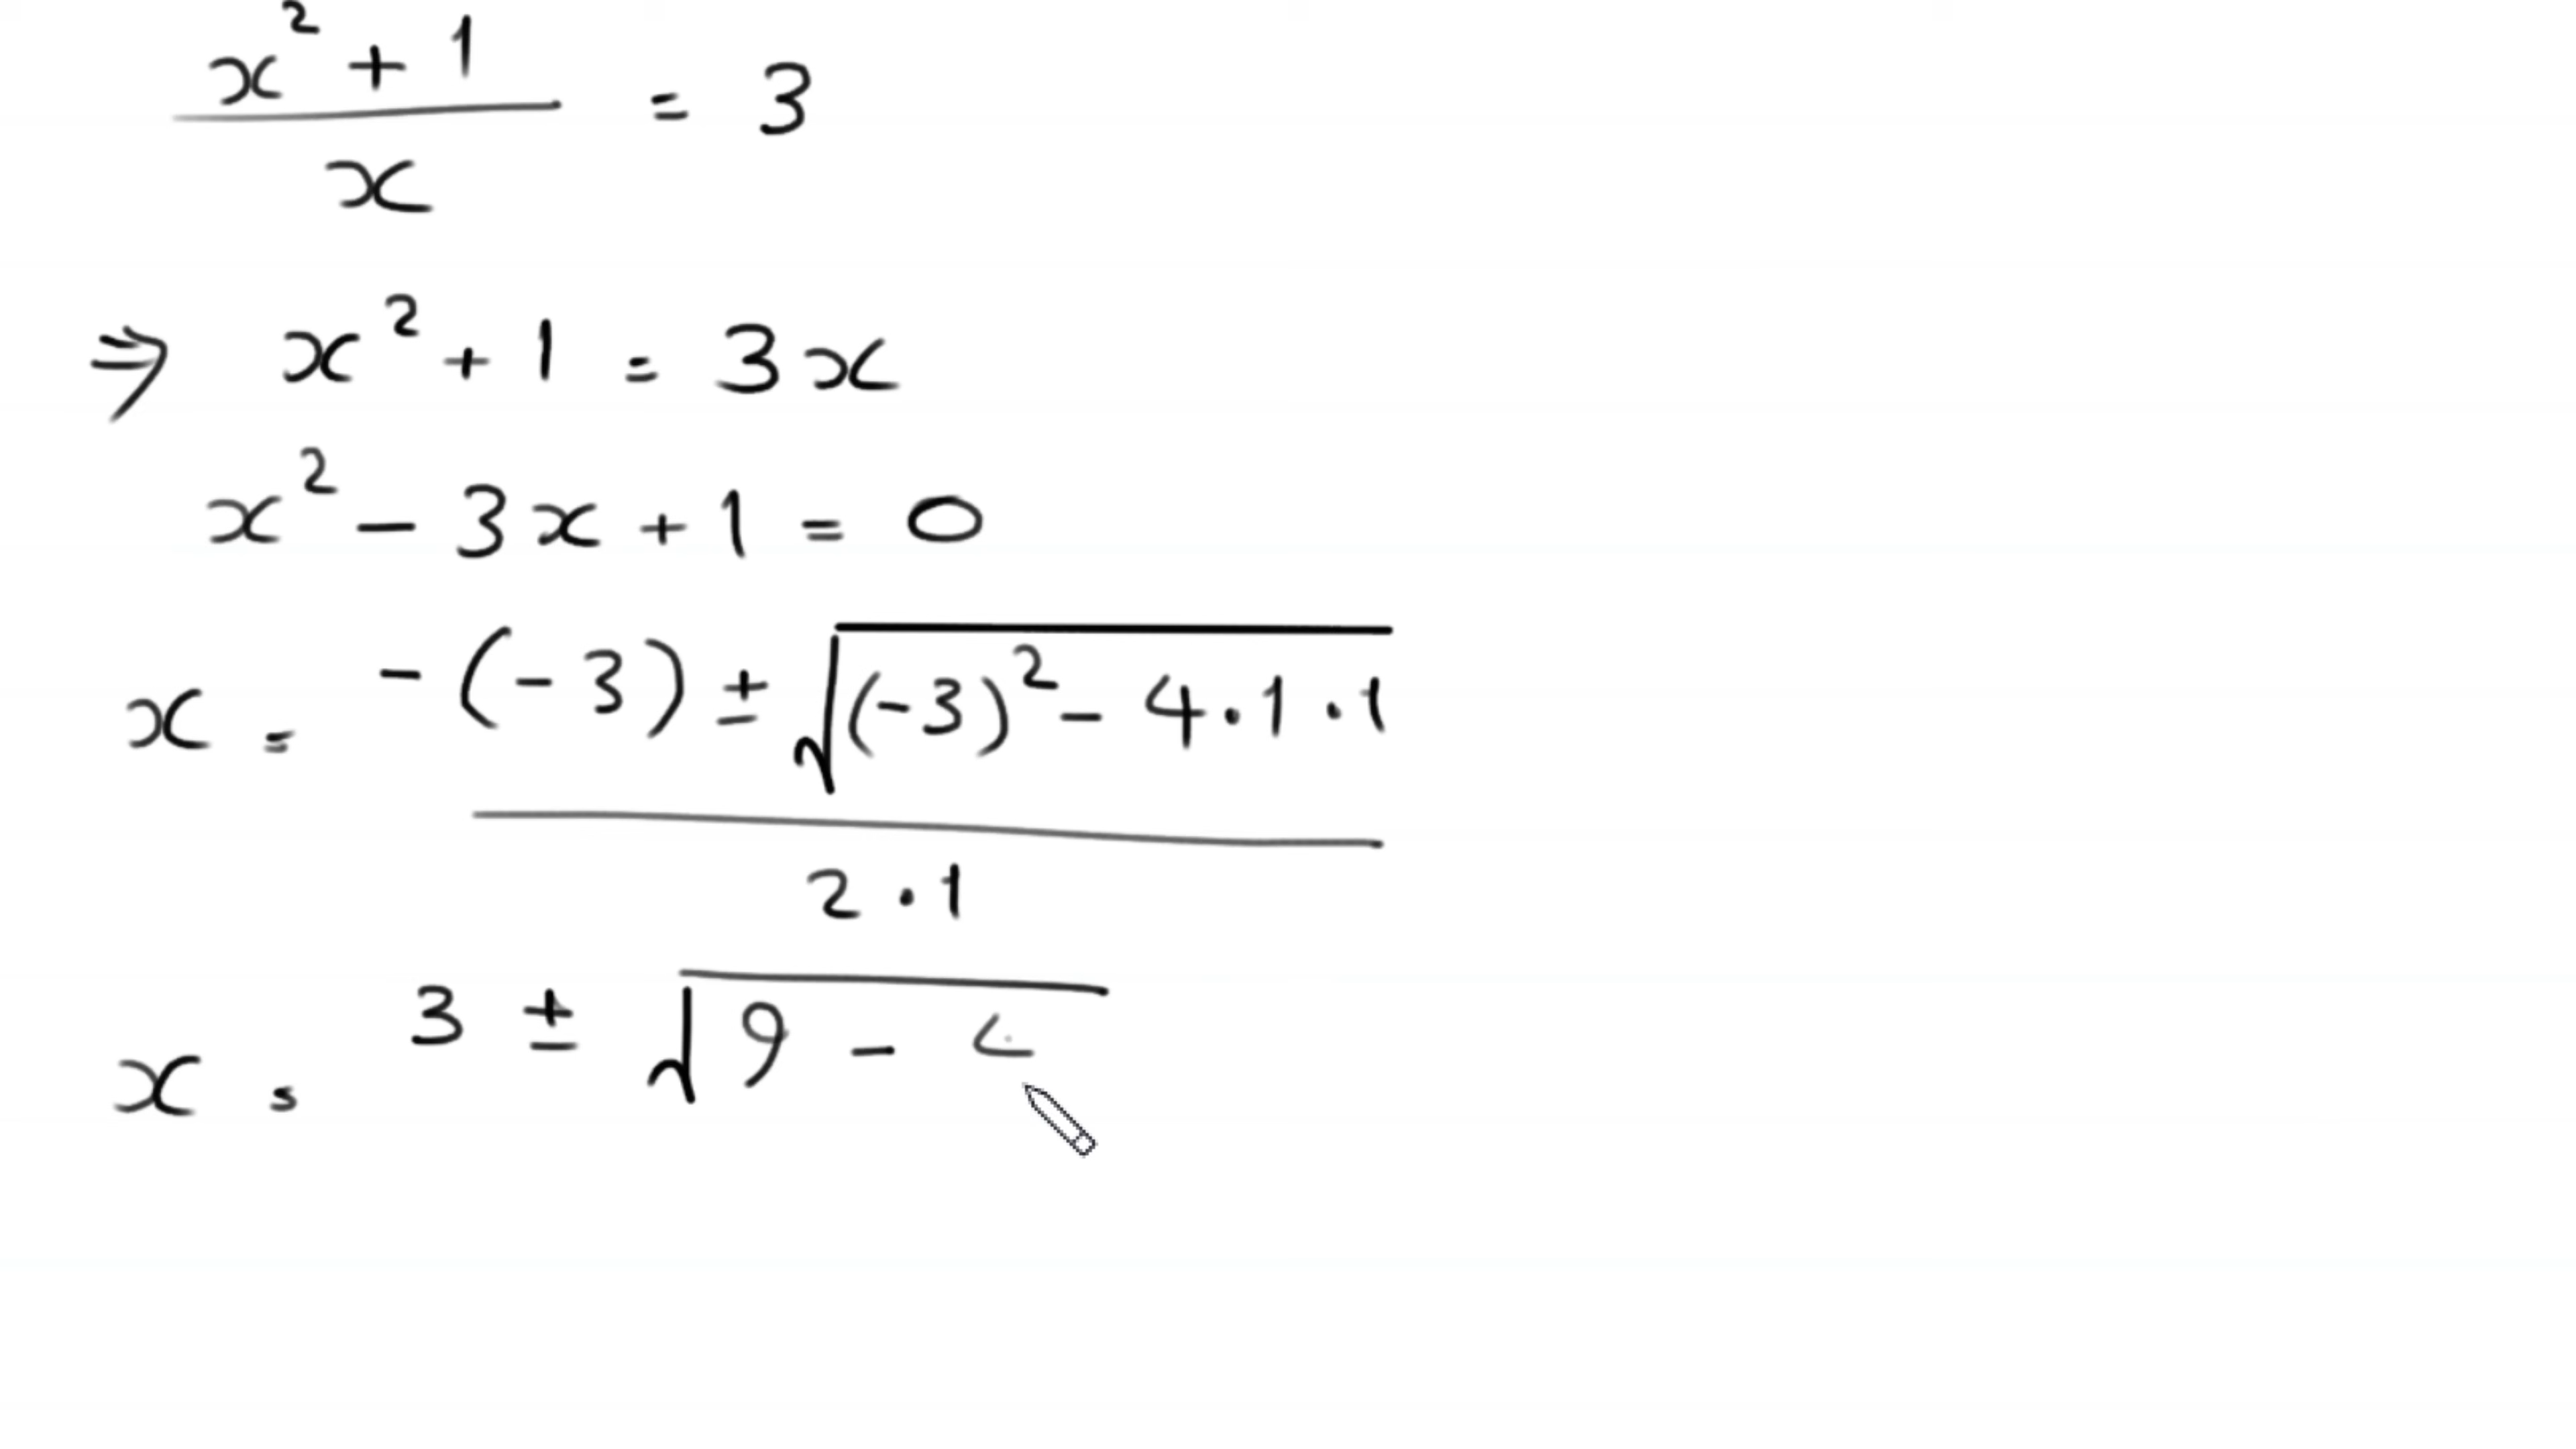 x² + 1 / x = 3
⇒ x² + 1 = 3x
x² - 3x + 1 = 0
x = -(-3) ± √((-3)² - 4·1·1) / 2·1
x = 3 ± √(9 -